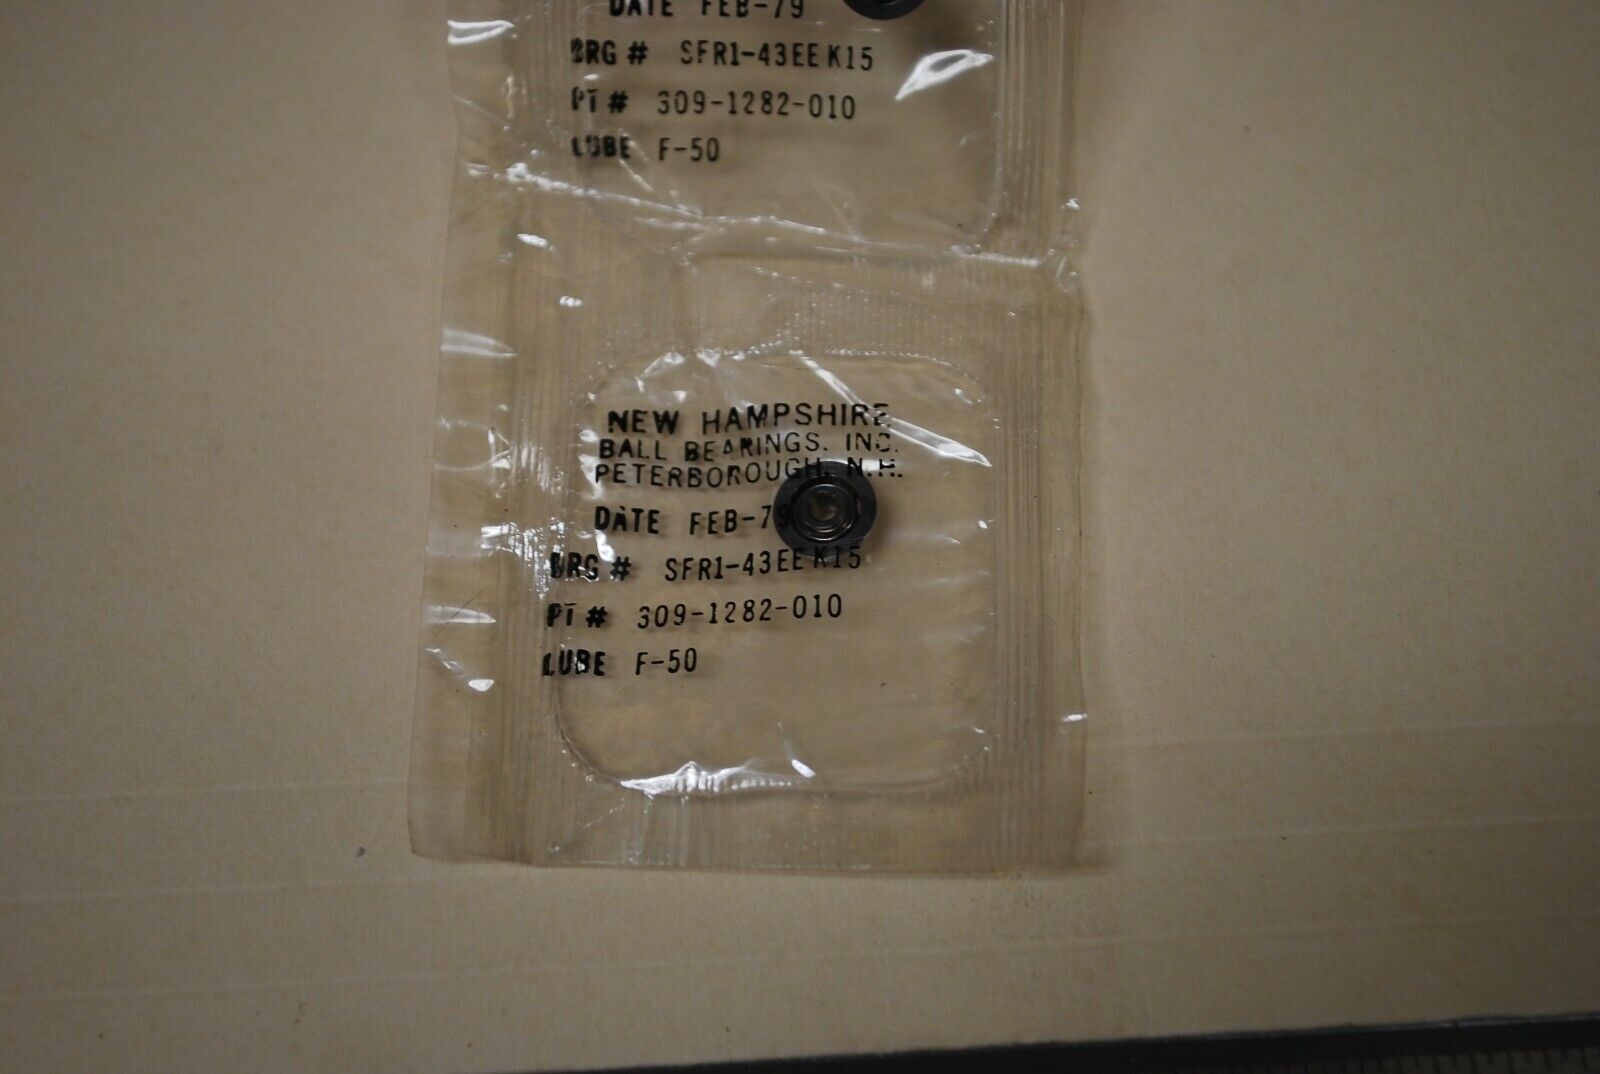 DATE FEB-79
BRG # SFR1-43EE K15
PT # 309-1282-010
LUBE F-50
NEW HAMPSHIRE
BALL BEARINGS, INC.
PETERBOROUGH, N.H.
DATE FEB-79
BRG # SFR1-43EE K15
PT # 309-1282-010
LUBE F-50